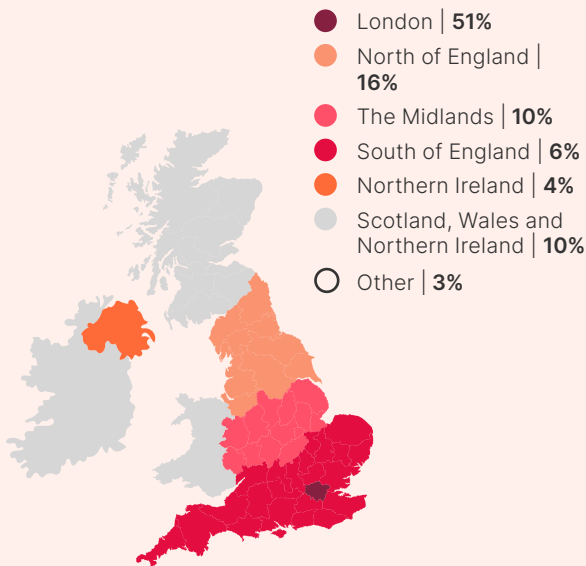 London | 51%
North of England |
16%
The Midlands | 10%
South of England | 6%
Northern Ireland | 4%
Scotland, Wales and
Northern Ireland | 10%
Other | 3%